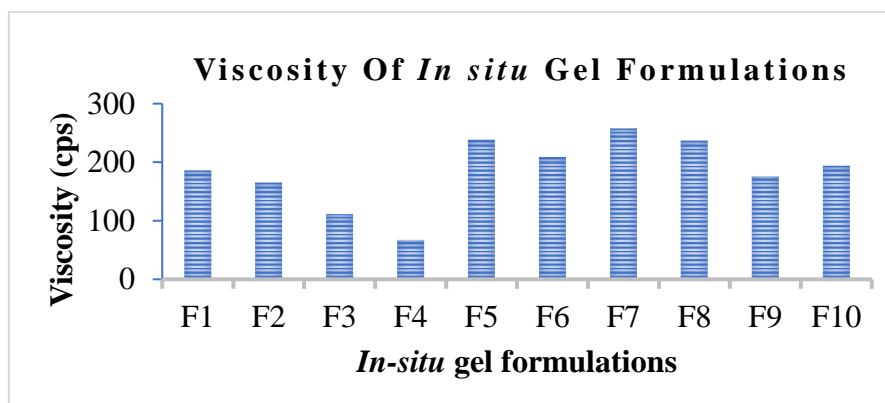 Viscosity Of In situ Gel Formulations
300
200
100
0
Viscosity (cps)
F1 F2 F3 F4 F5 F6 F7 F8 F9 F10
In-situ gel formulations